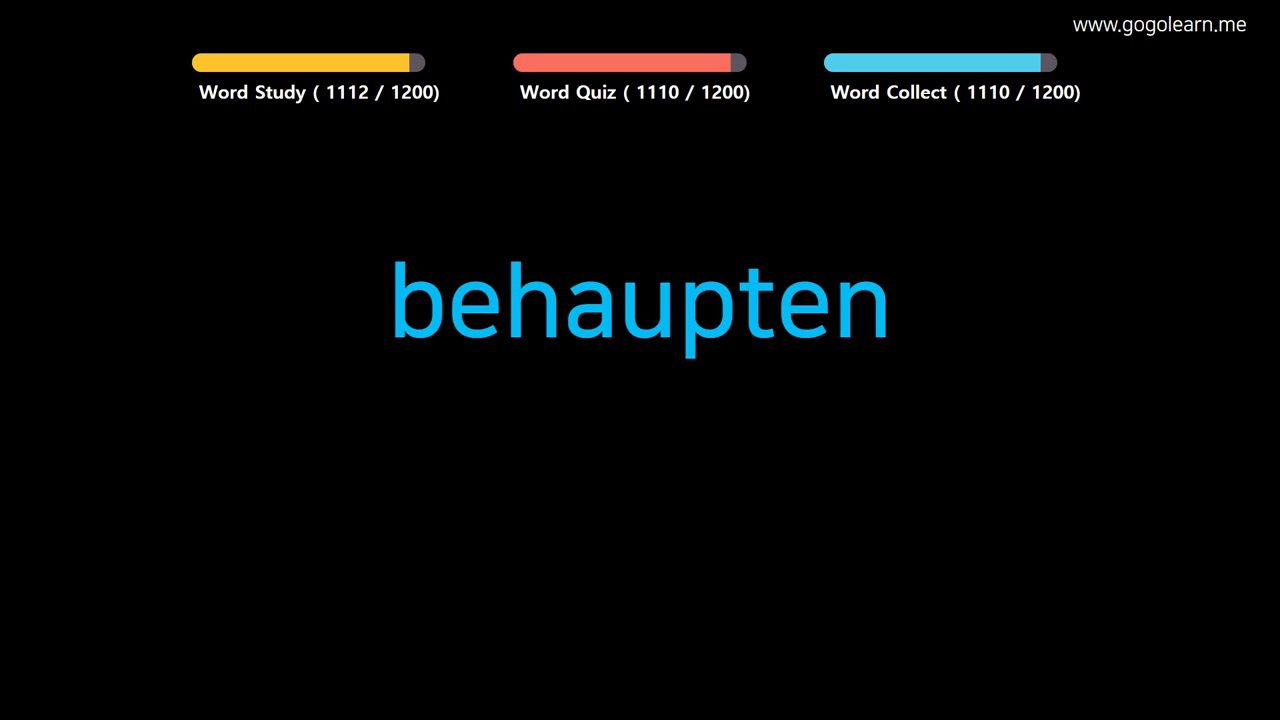 www.gogolearn.me
Word Study ( 1112 / 1200)
Word Quiz ( 1110 / 1200)
Word Collect ( 1110 / 1200)
behaupten